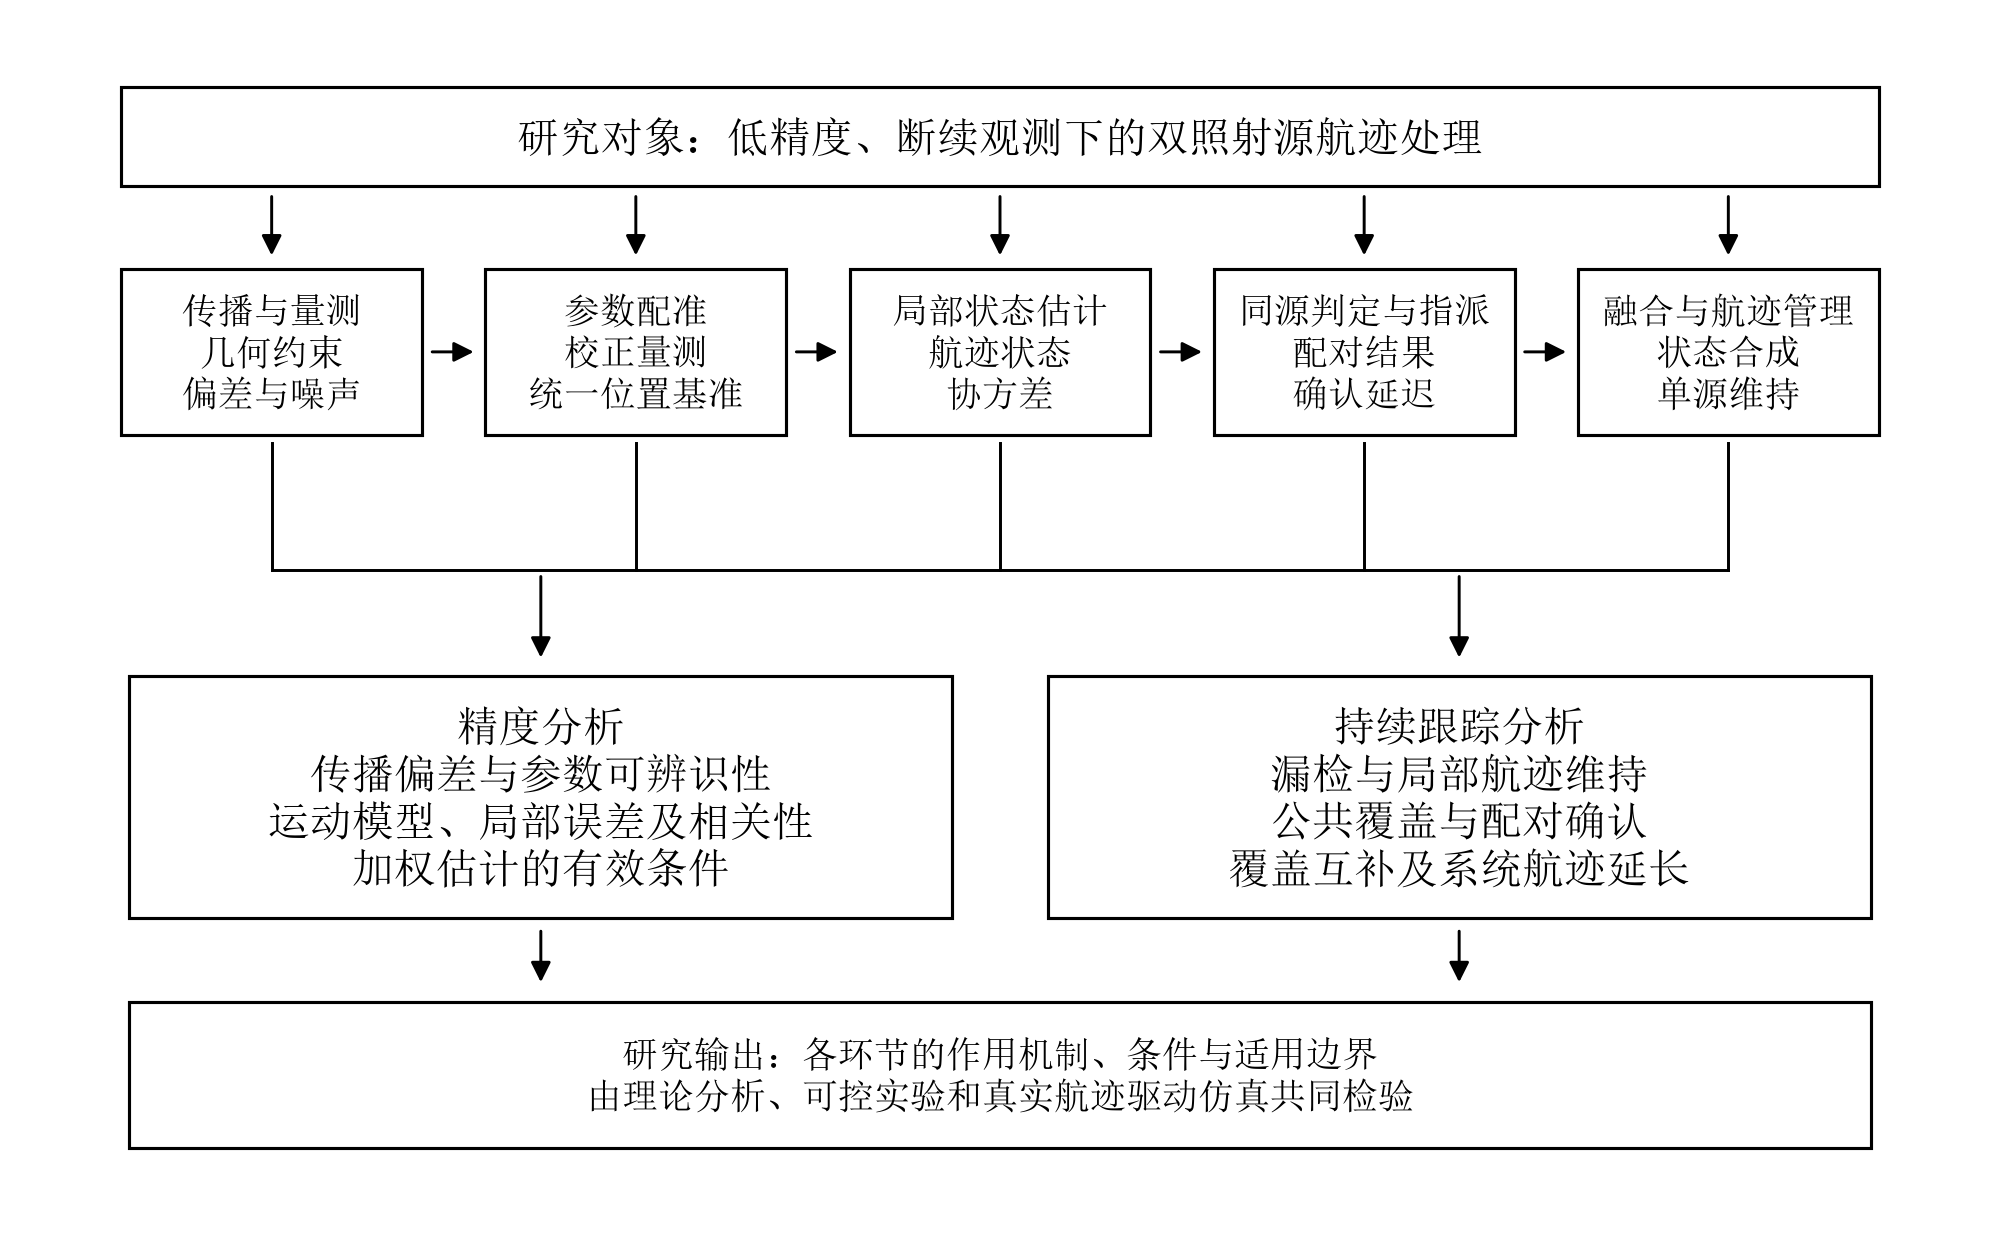 研究对象：低精度、断续观测下的双照射源航迹处理
传播与量测
几何约束
偏差与噪声
参数配准
校正量测
统一位置基准
局部状态估计
航迹状态
协方差
同源判定与指派
配对结果
确认延迟
融合与航迹管理
状态合成
单源维持
精度分析
传播偏差与参数可辨识性
运动模型、局部误差及相关性
加权估计的有效条件
持续跟踪分析
漏检与局部航迹维持
公共覆盖与配对确认
覆盖互补及系统航迹延长
研究输出：各环节的作用机制、条件与适用边界
由理论分析、可控实验和真实航迹驱动仿真共同检验